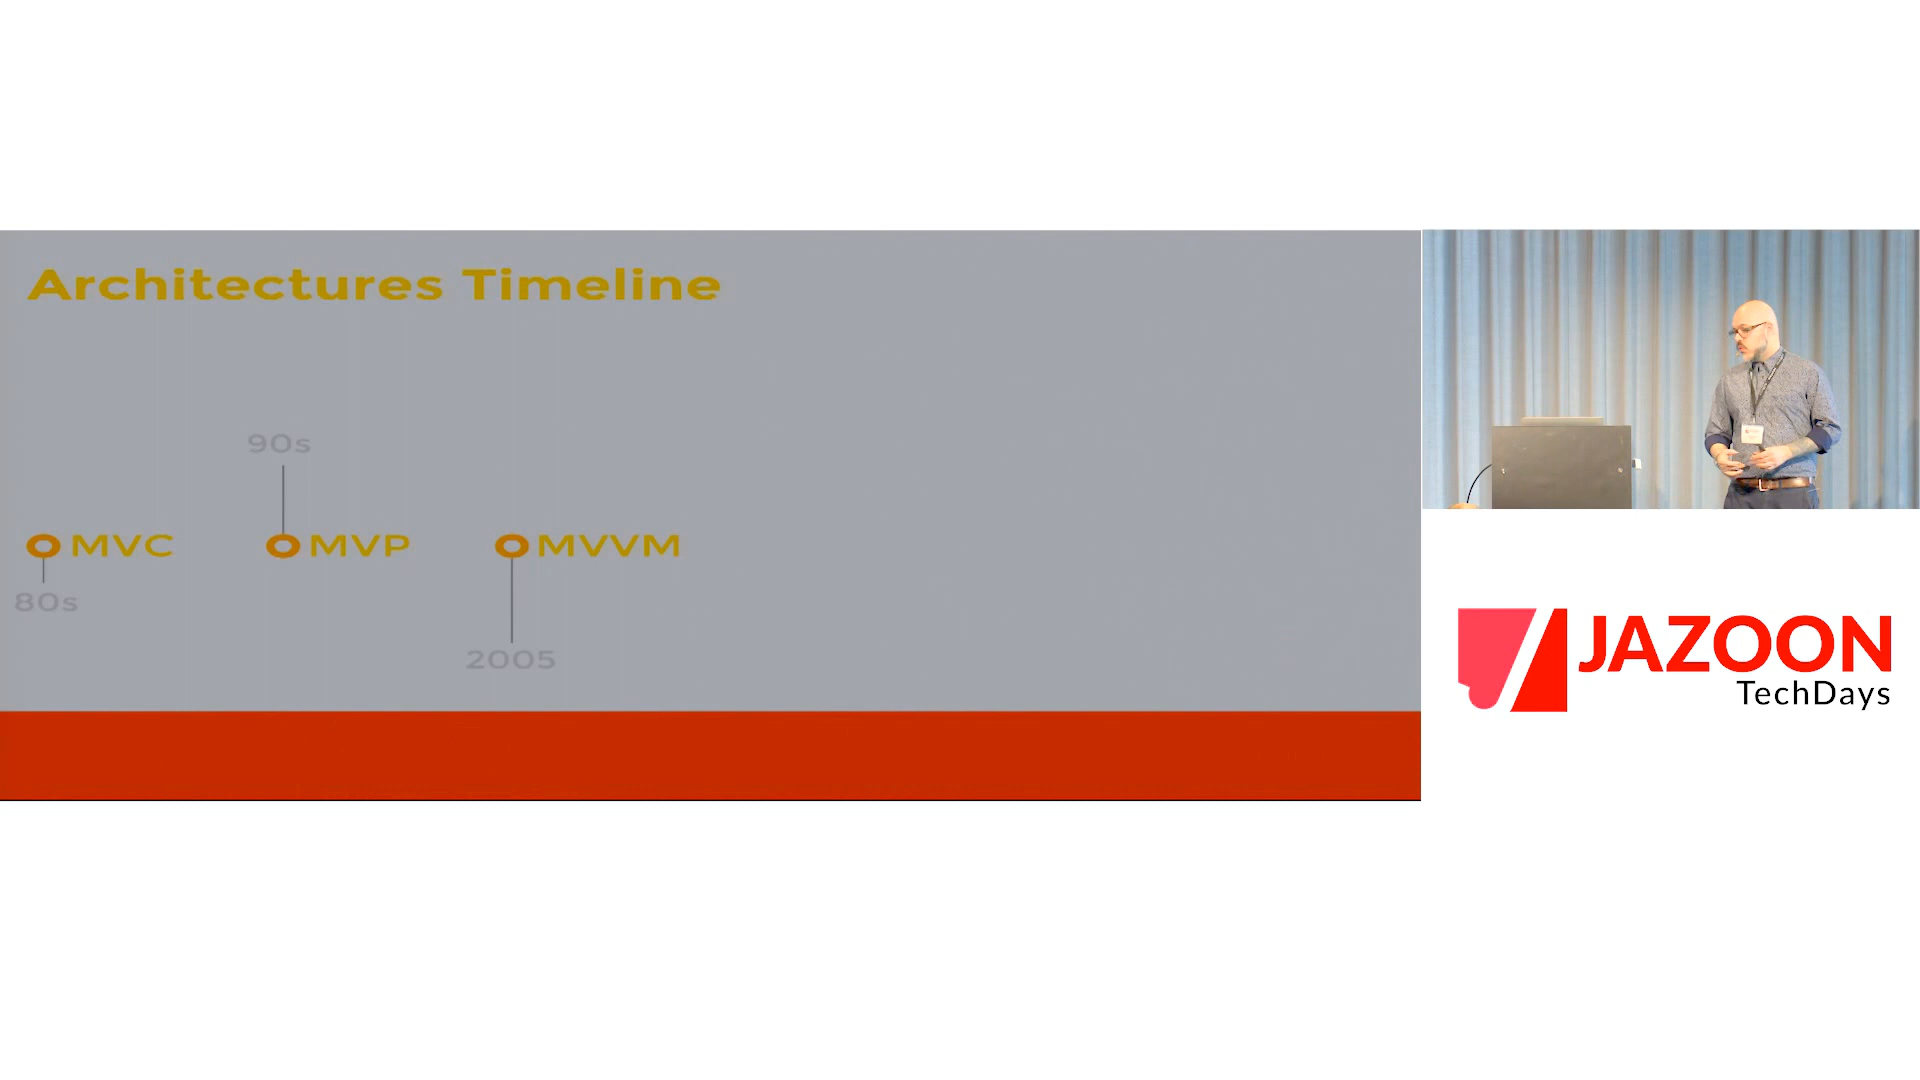 Architectures Timeline
90s
MVC
MVP
MVVM
80s
2005
JAZOON
TechDays